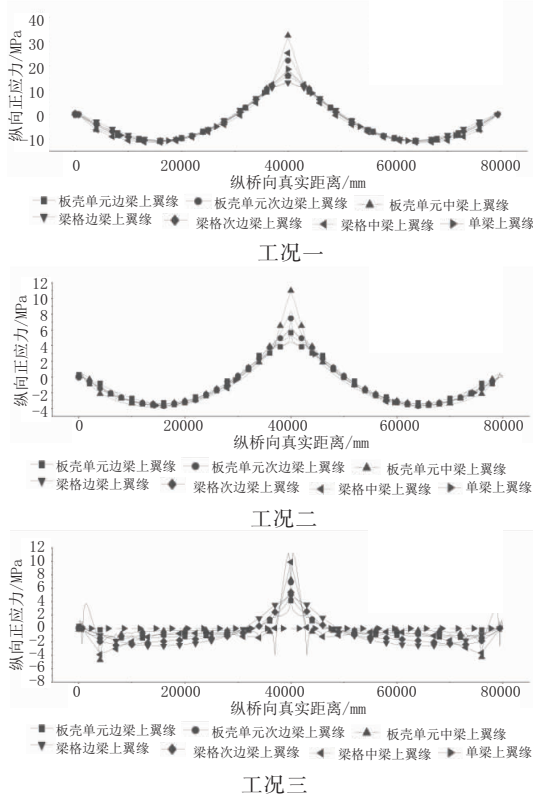 40
30
20
10
0
10
纵向正应力/MPa
0 20000 40000 60000 80000
纵桥向真实距离/mm
板壳单元边梁上翼缘 板壳单元次边梁上翼缘 板壳单元中梁上翼缘
梁格边梁上翼缘 梁格次边梁上翼缘 梁格中梁上翼缘 单梁上翼缘
工况一
12
10
8
6
4
2
0
-2
-4
纵向正应力/MPa
0 20000 40000 60000 80000
纵桥向真实距离/mm
板壳单元边梁上翼缘 板壳单元次边梁上翼缘 板壳单元中梁上翼缘
梁格边梁上翼缘 梁格次边梁上翼缘 梁格中梁上翼缘 单梁上翼缘
工况二
12
10
8
6
4
2
0
-2
-4
-6
-8
纵向正应力/MPa
0 20000 40000 60000 80000
纵桥向真实距离/mm
板壳单元边梁上翼缘 板壳单元次边梁上翼缘 板壳单元中梁上翼缘
梁格边梁上翼缘 梁格次边梁上翼缘 梁格中梁上翼缘 单梁上翼缘
工况三